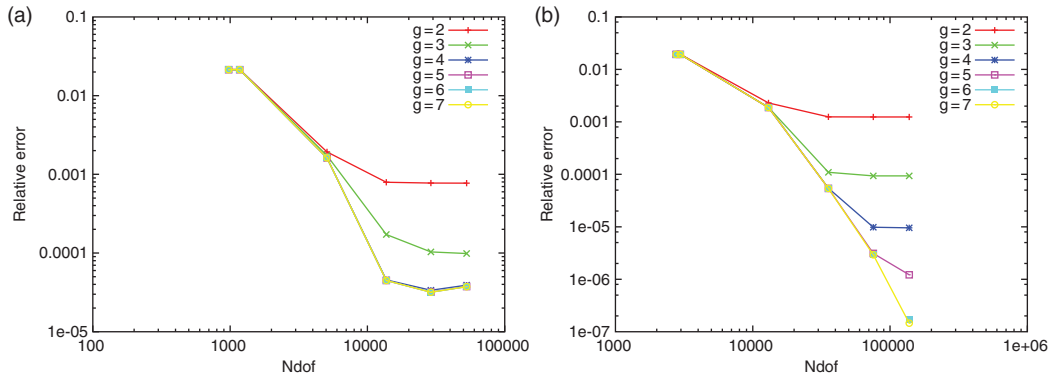 (a)
0.1
0.01
0.001
0.0001
1e-05
100
1000
10000
100000
Relative error
Ndof
g=2
g=3
g=4
g=5
g=6
g=7
(b)
0.1
0.01
0.001
0.0001
1e-05
1e-06
1e-07
1000
10000
100000
1e+06
Relative error
Ndof
g=2
g=3
g=4
g=5
g=6
g=7